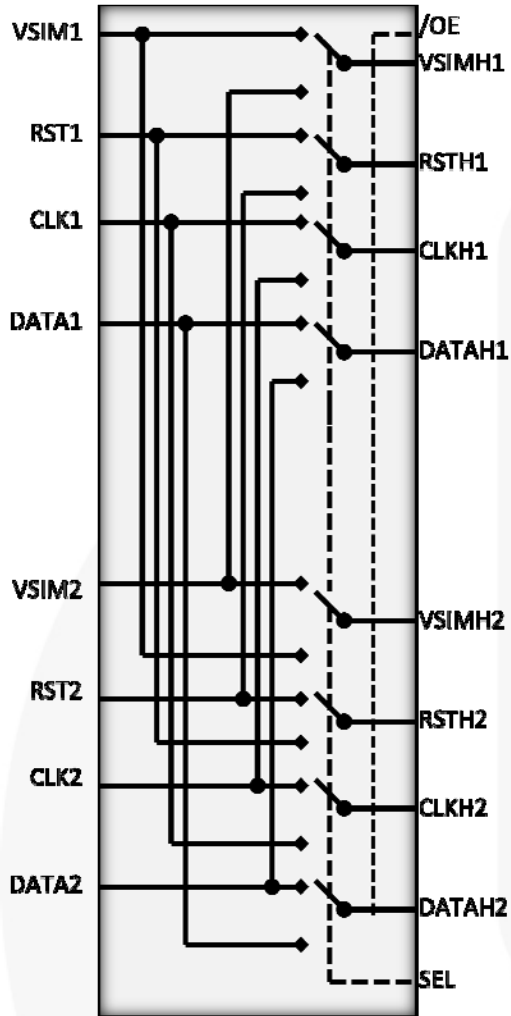 VSIM1
/OE
VSIMH1
RST1
RSTH1
CLK1
CLKH1
DATA1
DATAH1
VSIM2
VSIMH2
RST2
RSTH2
CLK2
CLKH2
DATA2
DATAH2
SEL